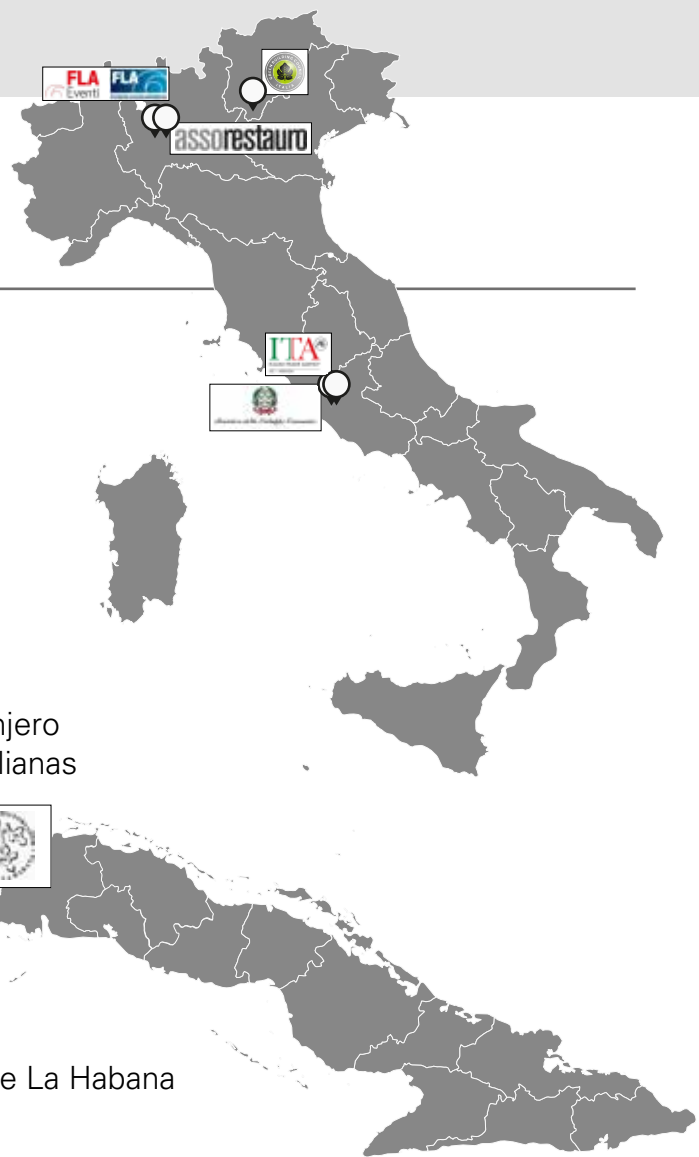 FLA
Eventi
FLA
assorestauro
ITA
njero
lianas
e La Habana